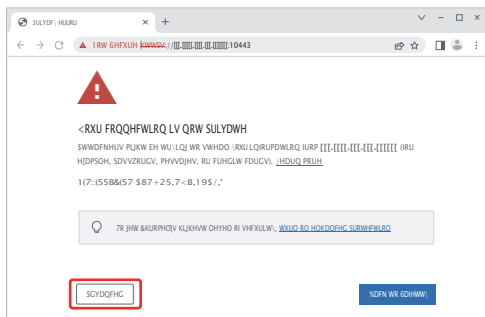 3ULYDF\ HUURU
1RW 6HFXUH KWWSV://[[[.[[[[.[[[.[[[.[[[[[[:10443
<RXU FRQQHFWLRQ LV QRW SULYDWH
$WWDFNHUV PLJKW EH WU\LQJ WR VWHDO \RXU LQIRUPDWLRQ IURP [[[.[[[[.[[[.[[[.[[[[[[ (IRU
H[DPSOH, SDVVZRUGV, PHVVDJHV, RU FUHGLW FDUGV). /HDUQ PRUH
1(7::(55B&(57_$87+25,7<B,19$/,'
7R JHW &KURPH'V KLJKHVW OHYHO RI VHFXULW\, WXUQ RQ HQKDQFHG SURWHFWLRQ
$GYDQFHG
%DFN WR 6DIHW\